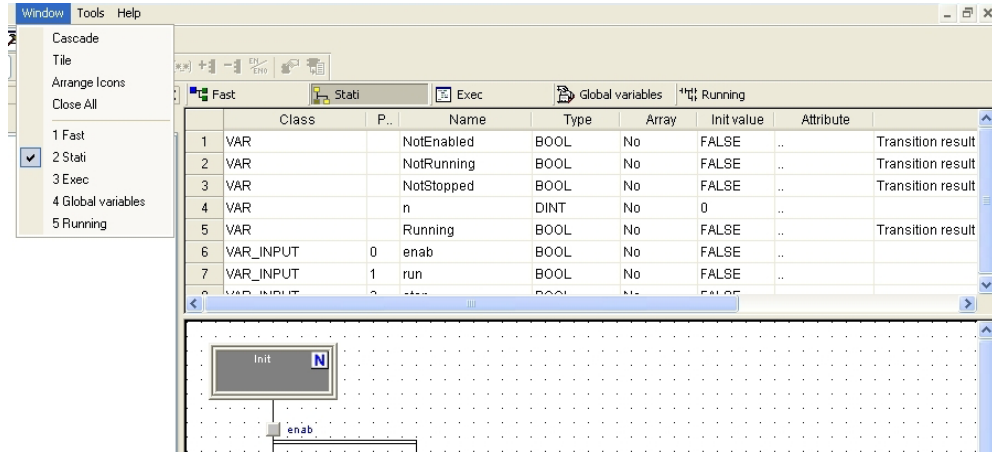 Window Tools Help
Cascade
Tile
Arrange Icons
Close All
1 Fast
2 Stati
3 Exec
4 Global variables
5 Running
EN/ENO
Fast Stati Exec Global variables Running
Class P.. Name Type Array Init value Attribute
1 VAR NotEnabled BOOL No FALSE .. Transition result
2 VAR NotRunning BOOL No FALSE .. Transition result
3 VAR NotStopped BOOL No FALSE .. Transition result
4 VAR n DINT No 0 ..
5 VAR Running BOOL No FALSE .. Transition result
6 VAR_INPUT 0 enab BOOL No FALSE ..
7 VAR_INPUT 1 run BOOL No FALSE ..
Init N
enab